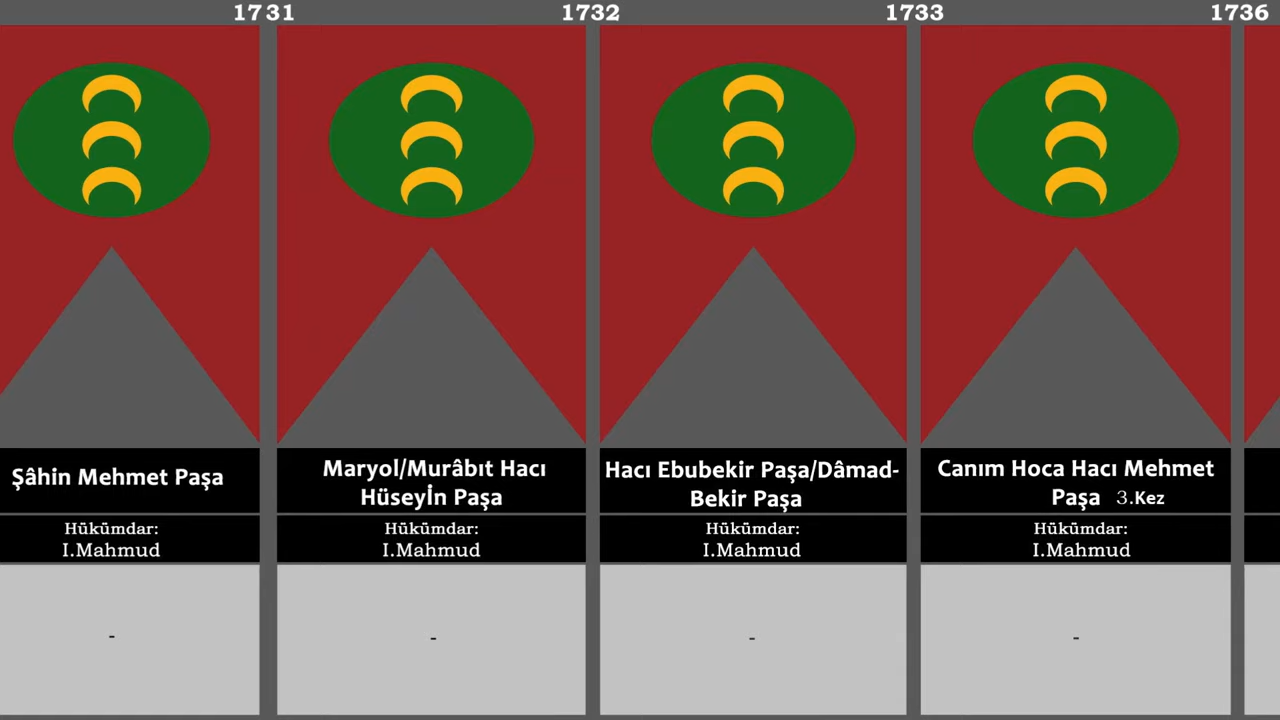 1731
1732
1733
1736
Şâhin Mehmet Paşa
Hükümdar:
I.Mahmud
-
Maryol/Murâbıt Hacı
Hüseyİn Paşa
Hükümdar:
I.Mahmud
-
Hacı Ebubekir Paşa/Dâmad-
Bekir Paşa
Hükümdar:
I.Mahmud
-
Canım Hoca Hacı Mehmet
Paşa 3.Kez
Hükümdar:
I.Mahmud
-